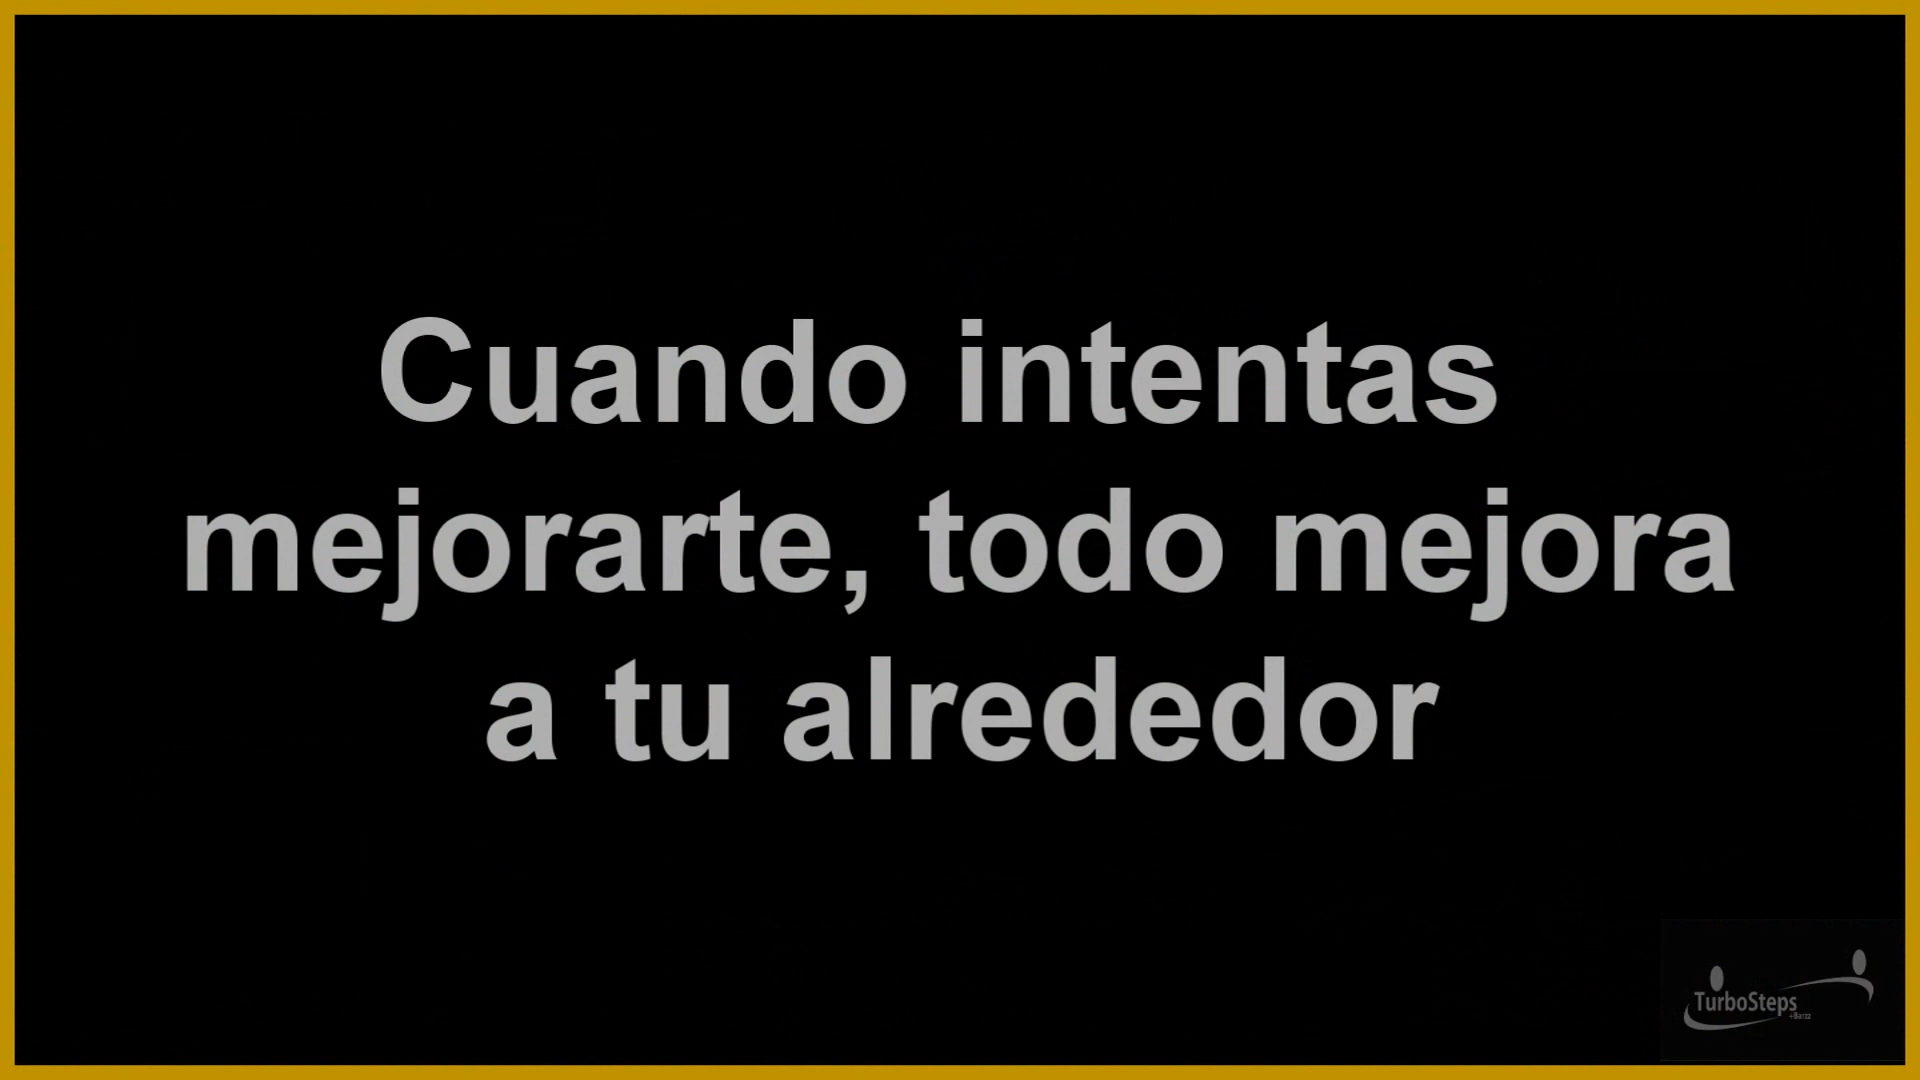 Cuando intentas
mejorarte, todo mejora
a tu alrededor
TurboSteps